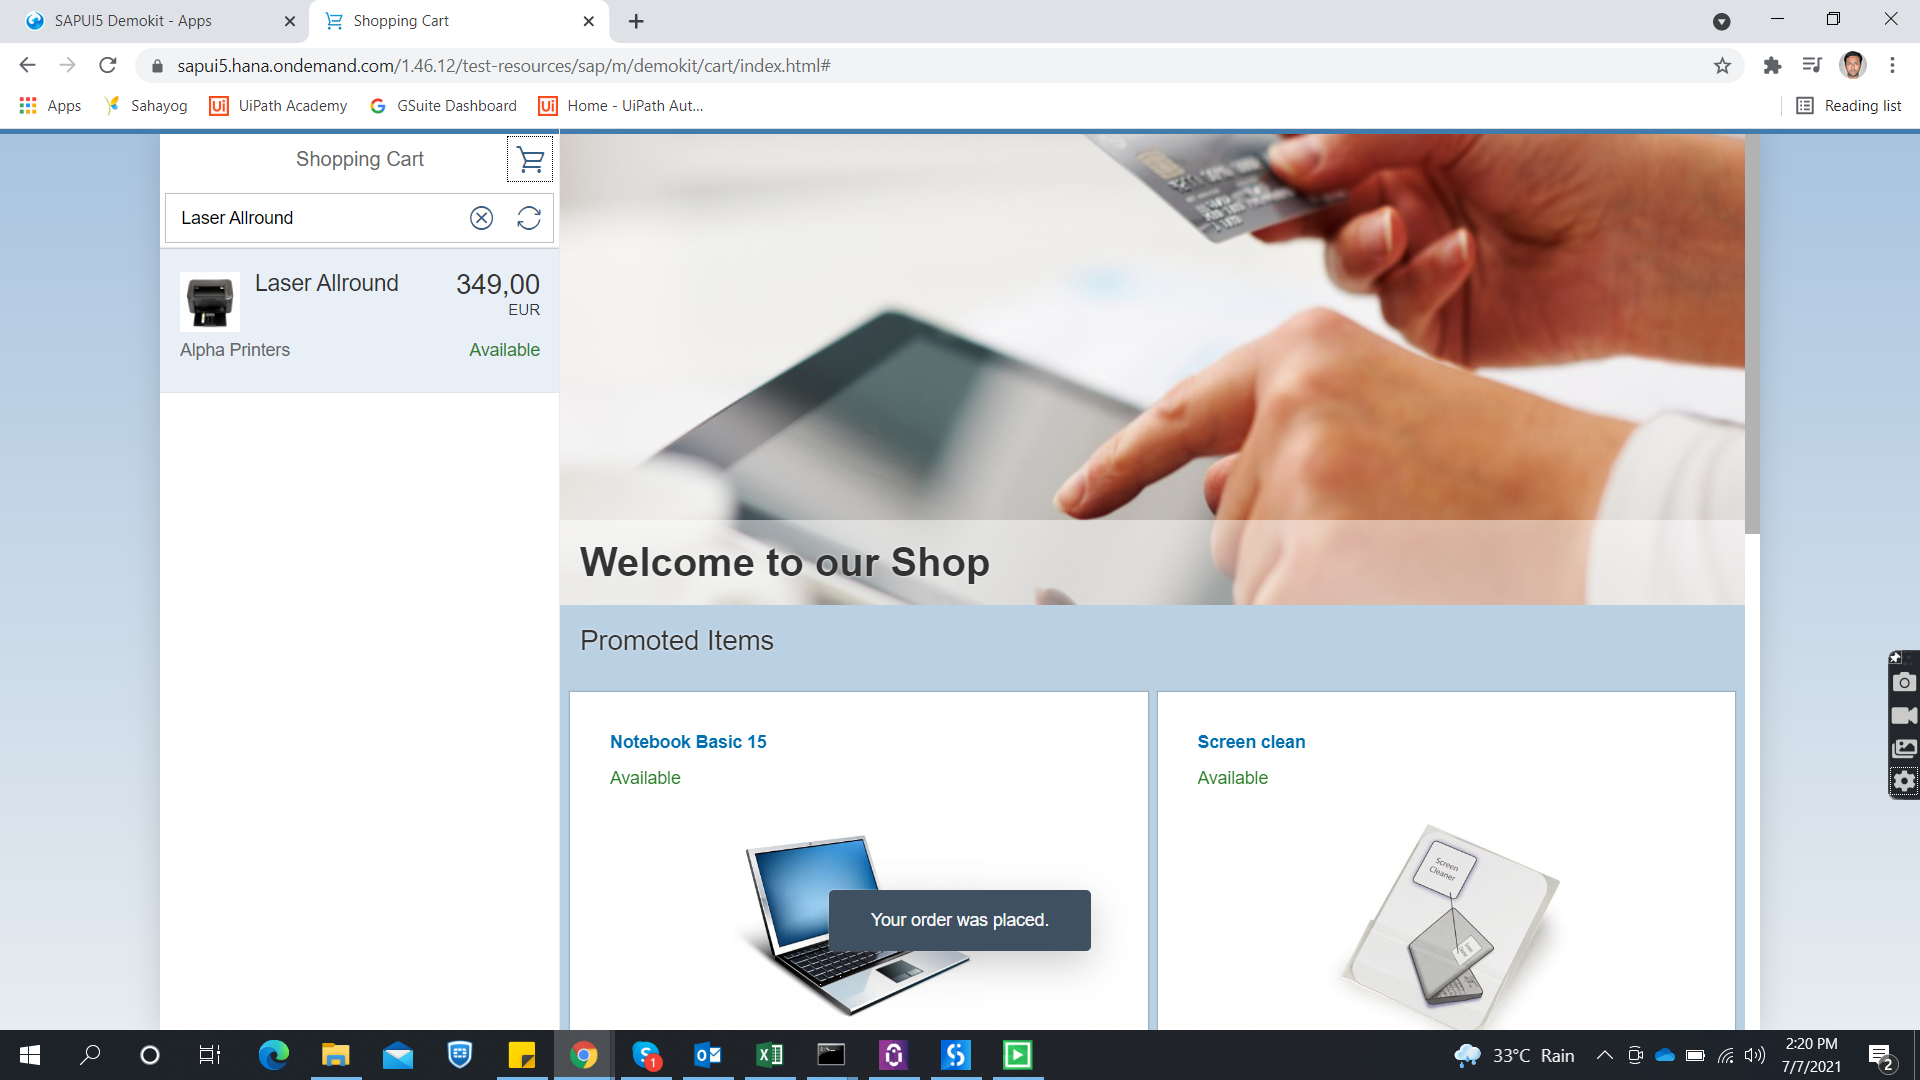 SAPUI5 Demokit - Apps
Shopping Cart
sapui5.hana.ondemand.com/1.46.12/test-resources/sap/m/demokit/cart/index.html#
Apps
Sahayog
UiPath Academy
GSuite Dashboard
Home - UiPath Aut...
Reading list
Shopping Cart
Laser Allround
Laser Allround
349,00
EUR
Alpha Printers
Available
Welcome to our Shop
Promoted Items
Notebook Basic 15
Available
Screen clean
Available
Screen
Cleaner
Your order was placed.
1
33°C Rain
2:20 PM
7/7/2021
2